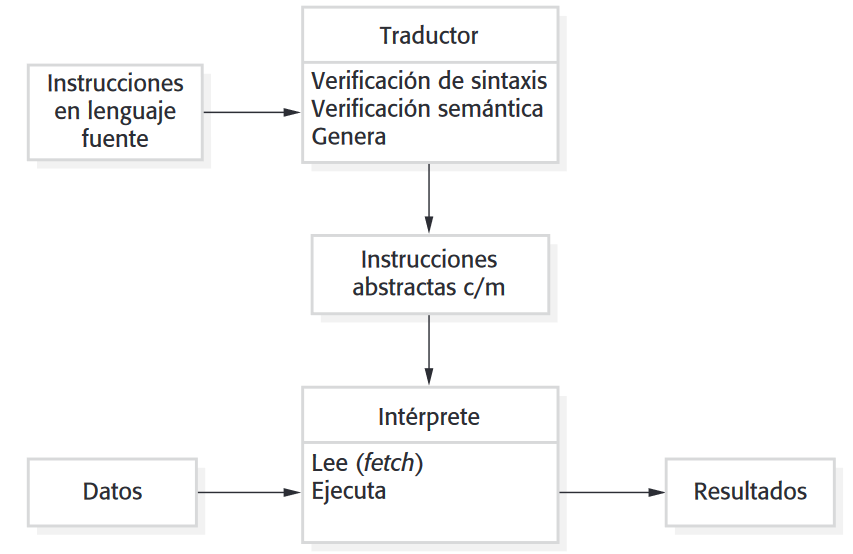 Traductor
Instrucciones
en lenguaje
fuente
Verificación de sintaxis
Verificación semántica
Genera
Instrucciones
abstractas c/m
Intérprete
Lee (fetch)
Ejecuta
Datos
Resultados